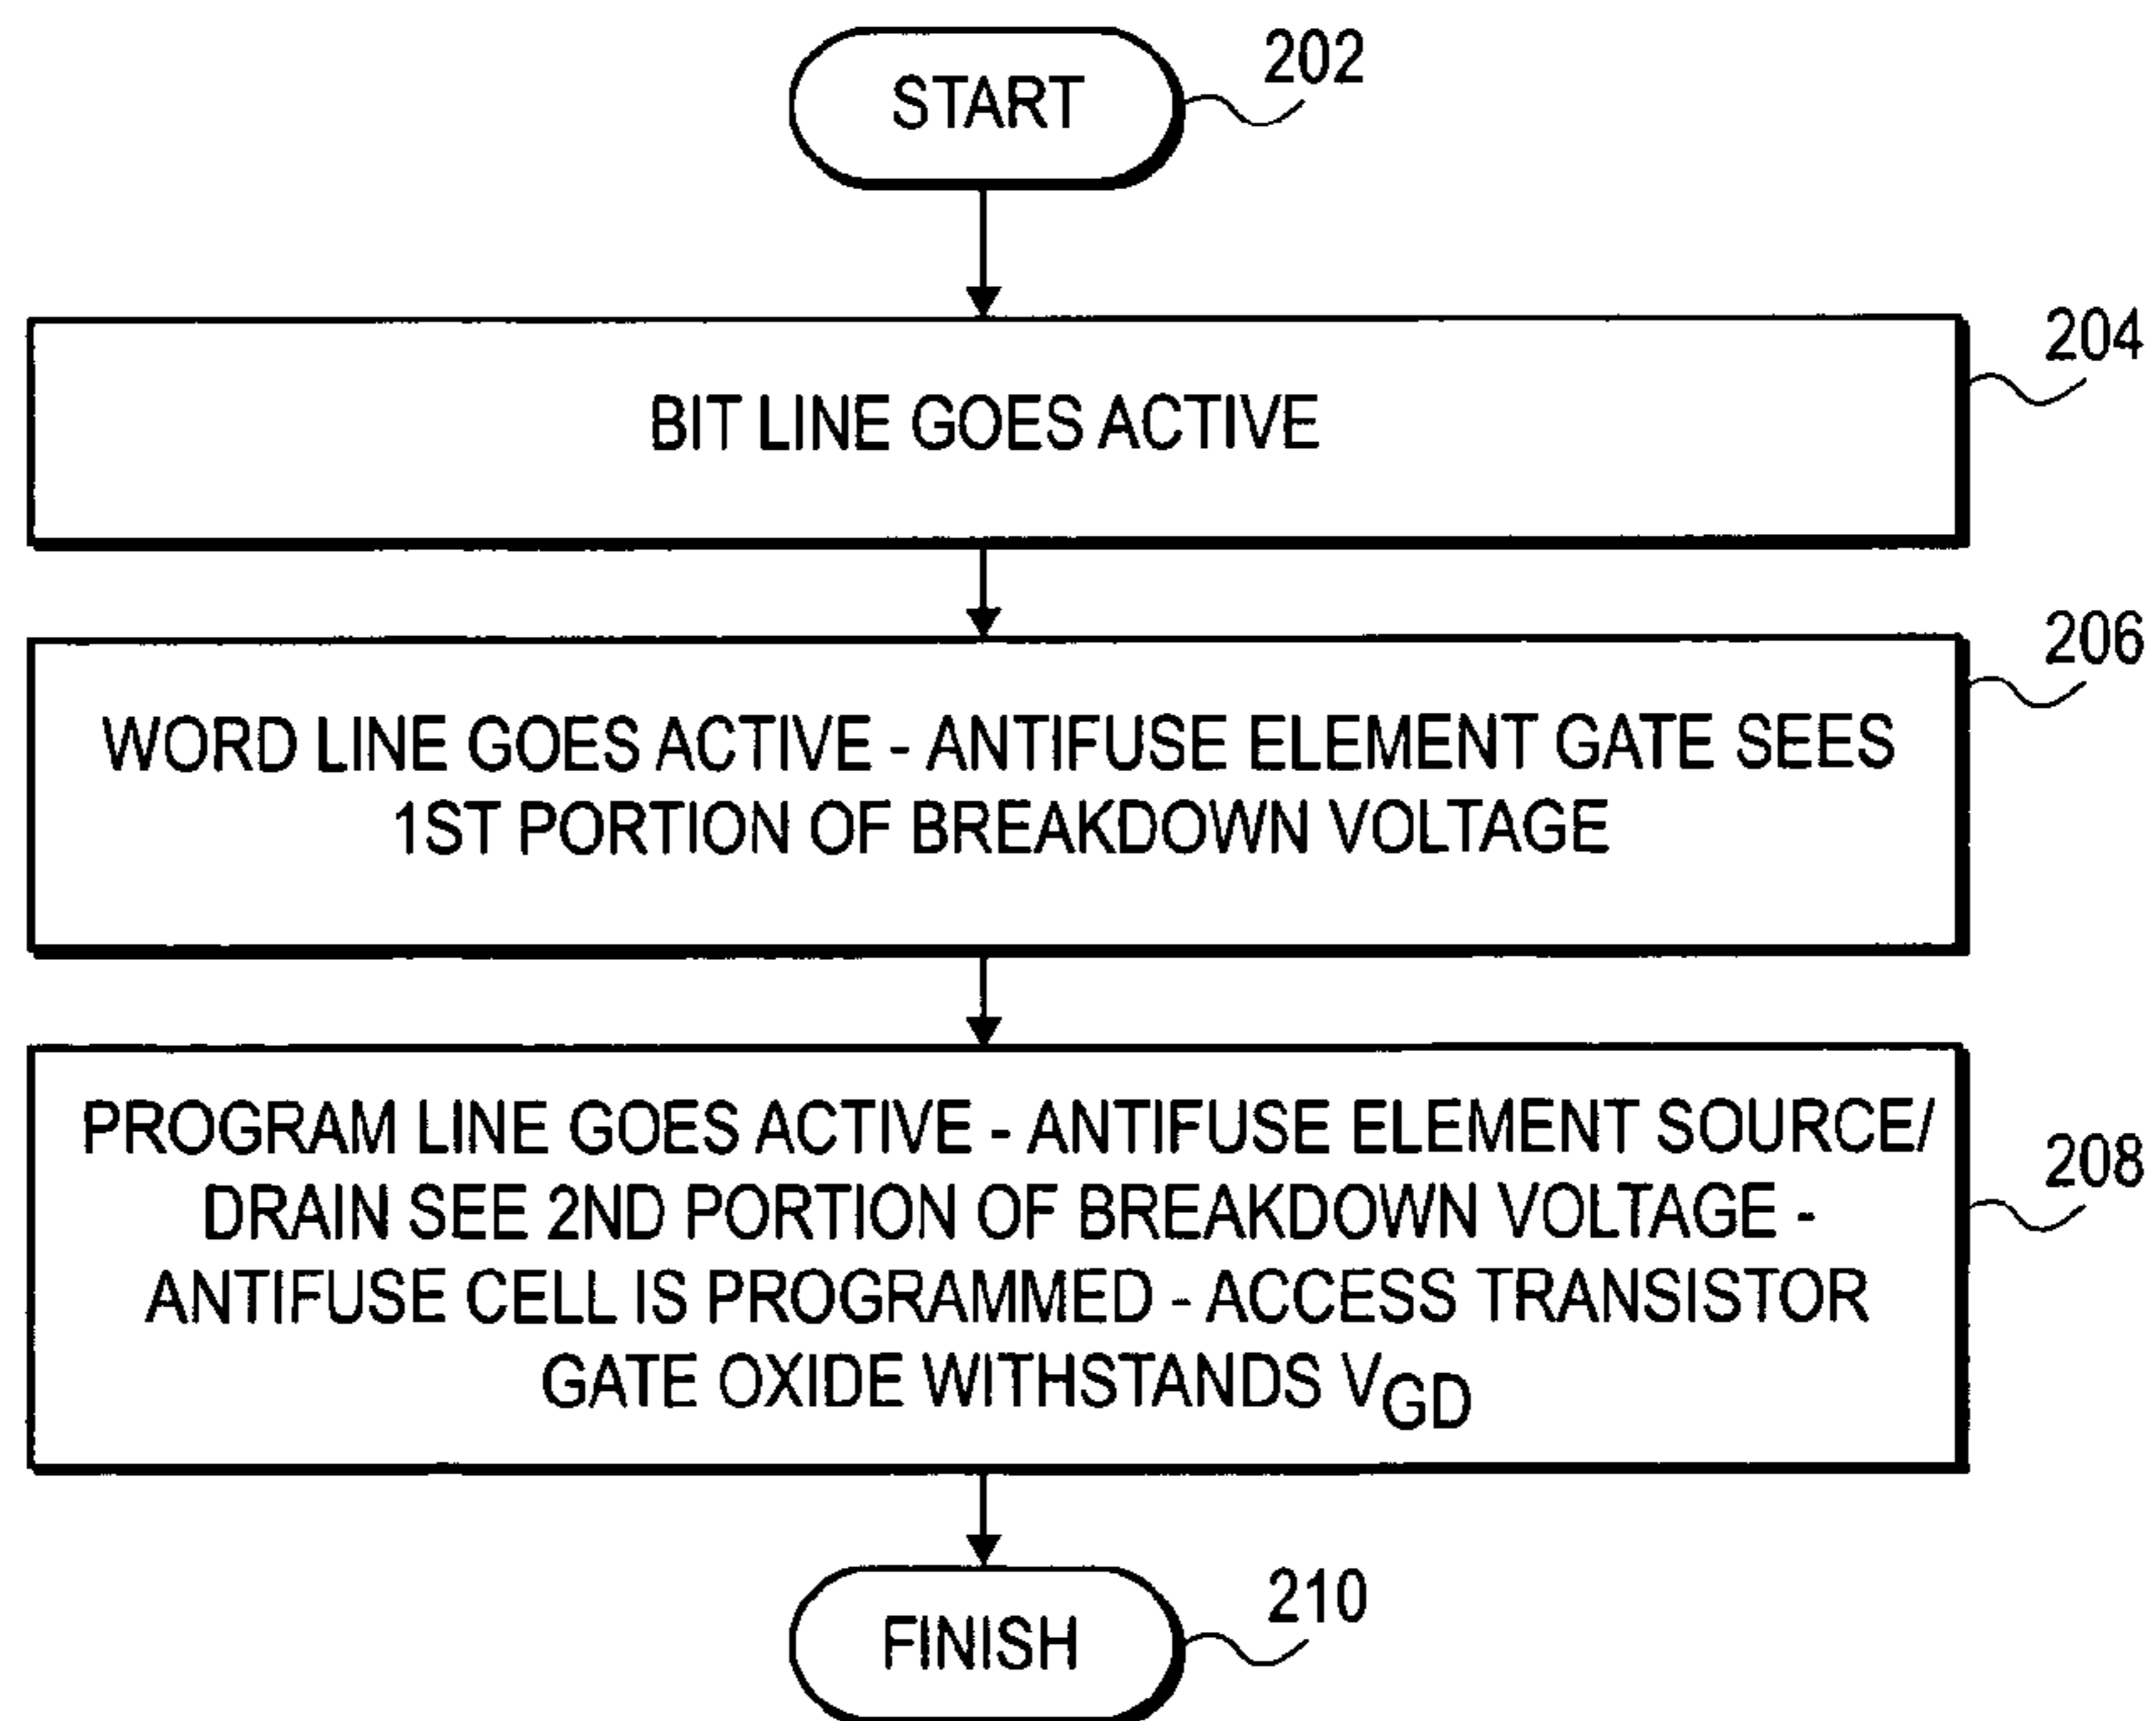 START
202
BIT LINE GOES ACTIVE
204
WORD LINE GOES ACTIVE - ANTIFUSE ELEMENT GATE SEES
1ST PORTION OF BREAKDOWN VOLTAGE
206
PROGRAM LINE GOES ACTIVE - ANTIFUSE ELEMENT SOURCE/
DRAIN SEE 2ND PORTION OF BREAKDOWN VOLTAGE -
ANTIFUSE CELL IS PROGRAMMED - ACCESS TRANSISTOR
GATE OXIDE WITHSTANDS VGD
208
FINISH
210